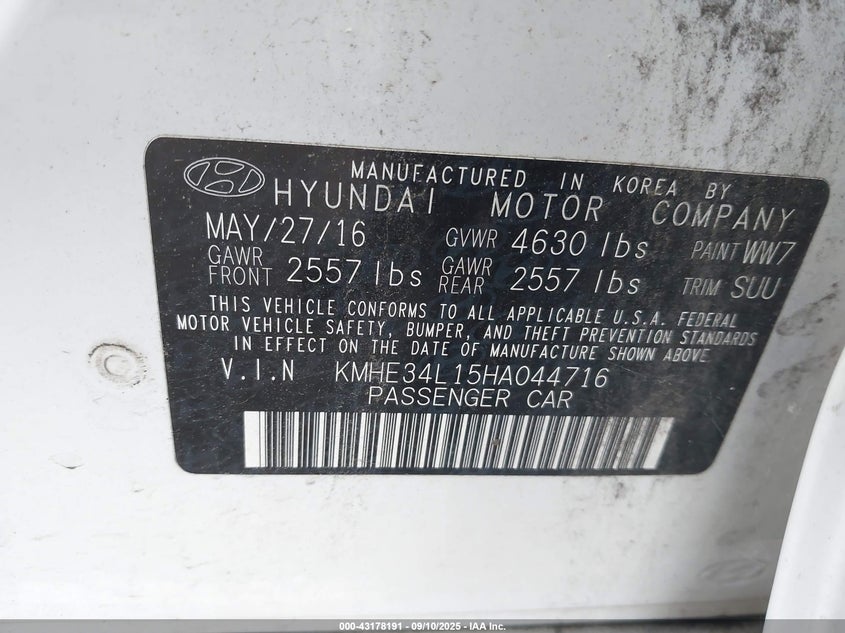 MANUFACTURED IN KOREA BY
HYUNDAI MOTOR COMPANY
MAY/27/16 GVWR 4630 lbs PAINT WW7
GAWR FRONT 2557 lbs GAWR REAR 2557 lbs TRIM SUU
THIS VEHICLE CONFORMS TO ALL APPLICABLE U.S.A. FEDERAL
MOTOR VEHICLE SAFETY, BUMPER, AND THEFT PREVENTION STANDARDS
IN EFFECT ON THE DATE OF MANUFACTURE SHOWN ABOVE.
V.I.N KMHE34L15HA044716
PASSENGER CAR
000-43178191 - 09/10/2025 - IAA Inc.